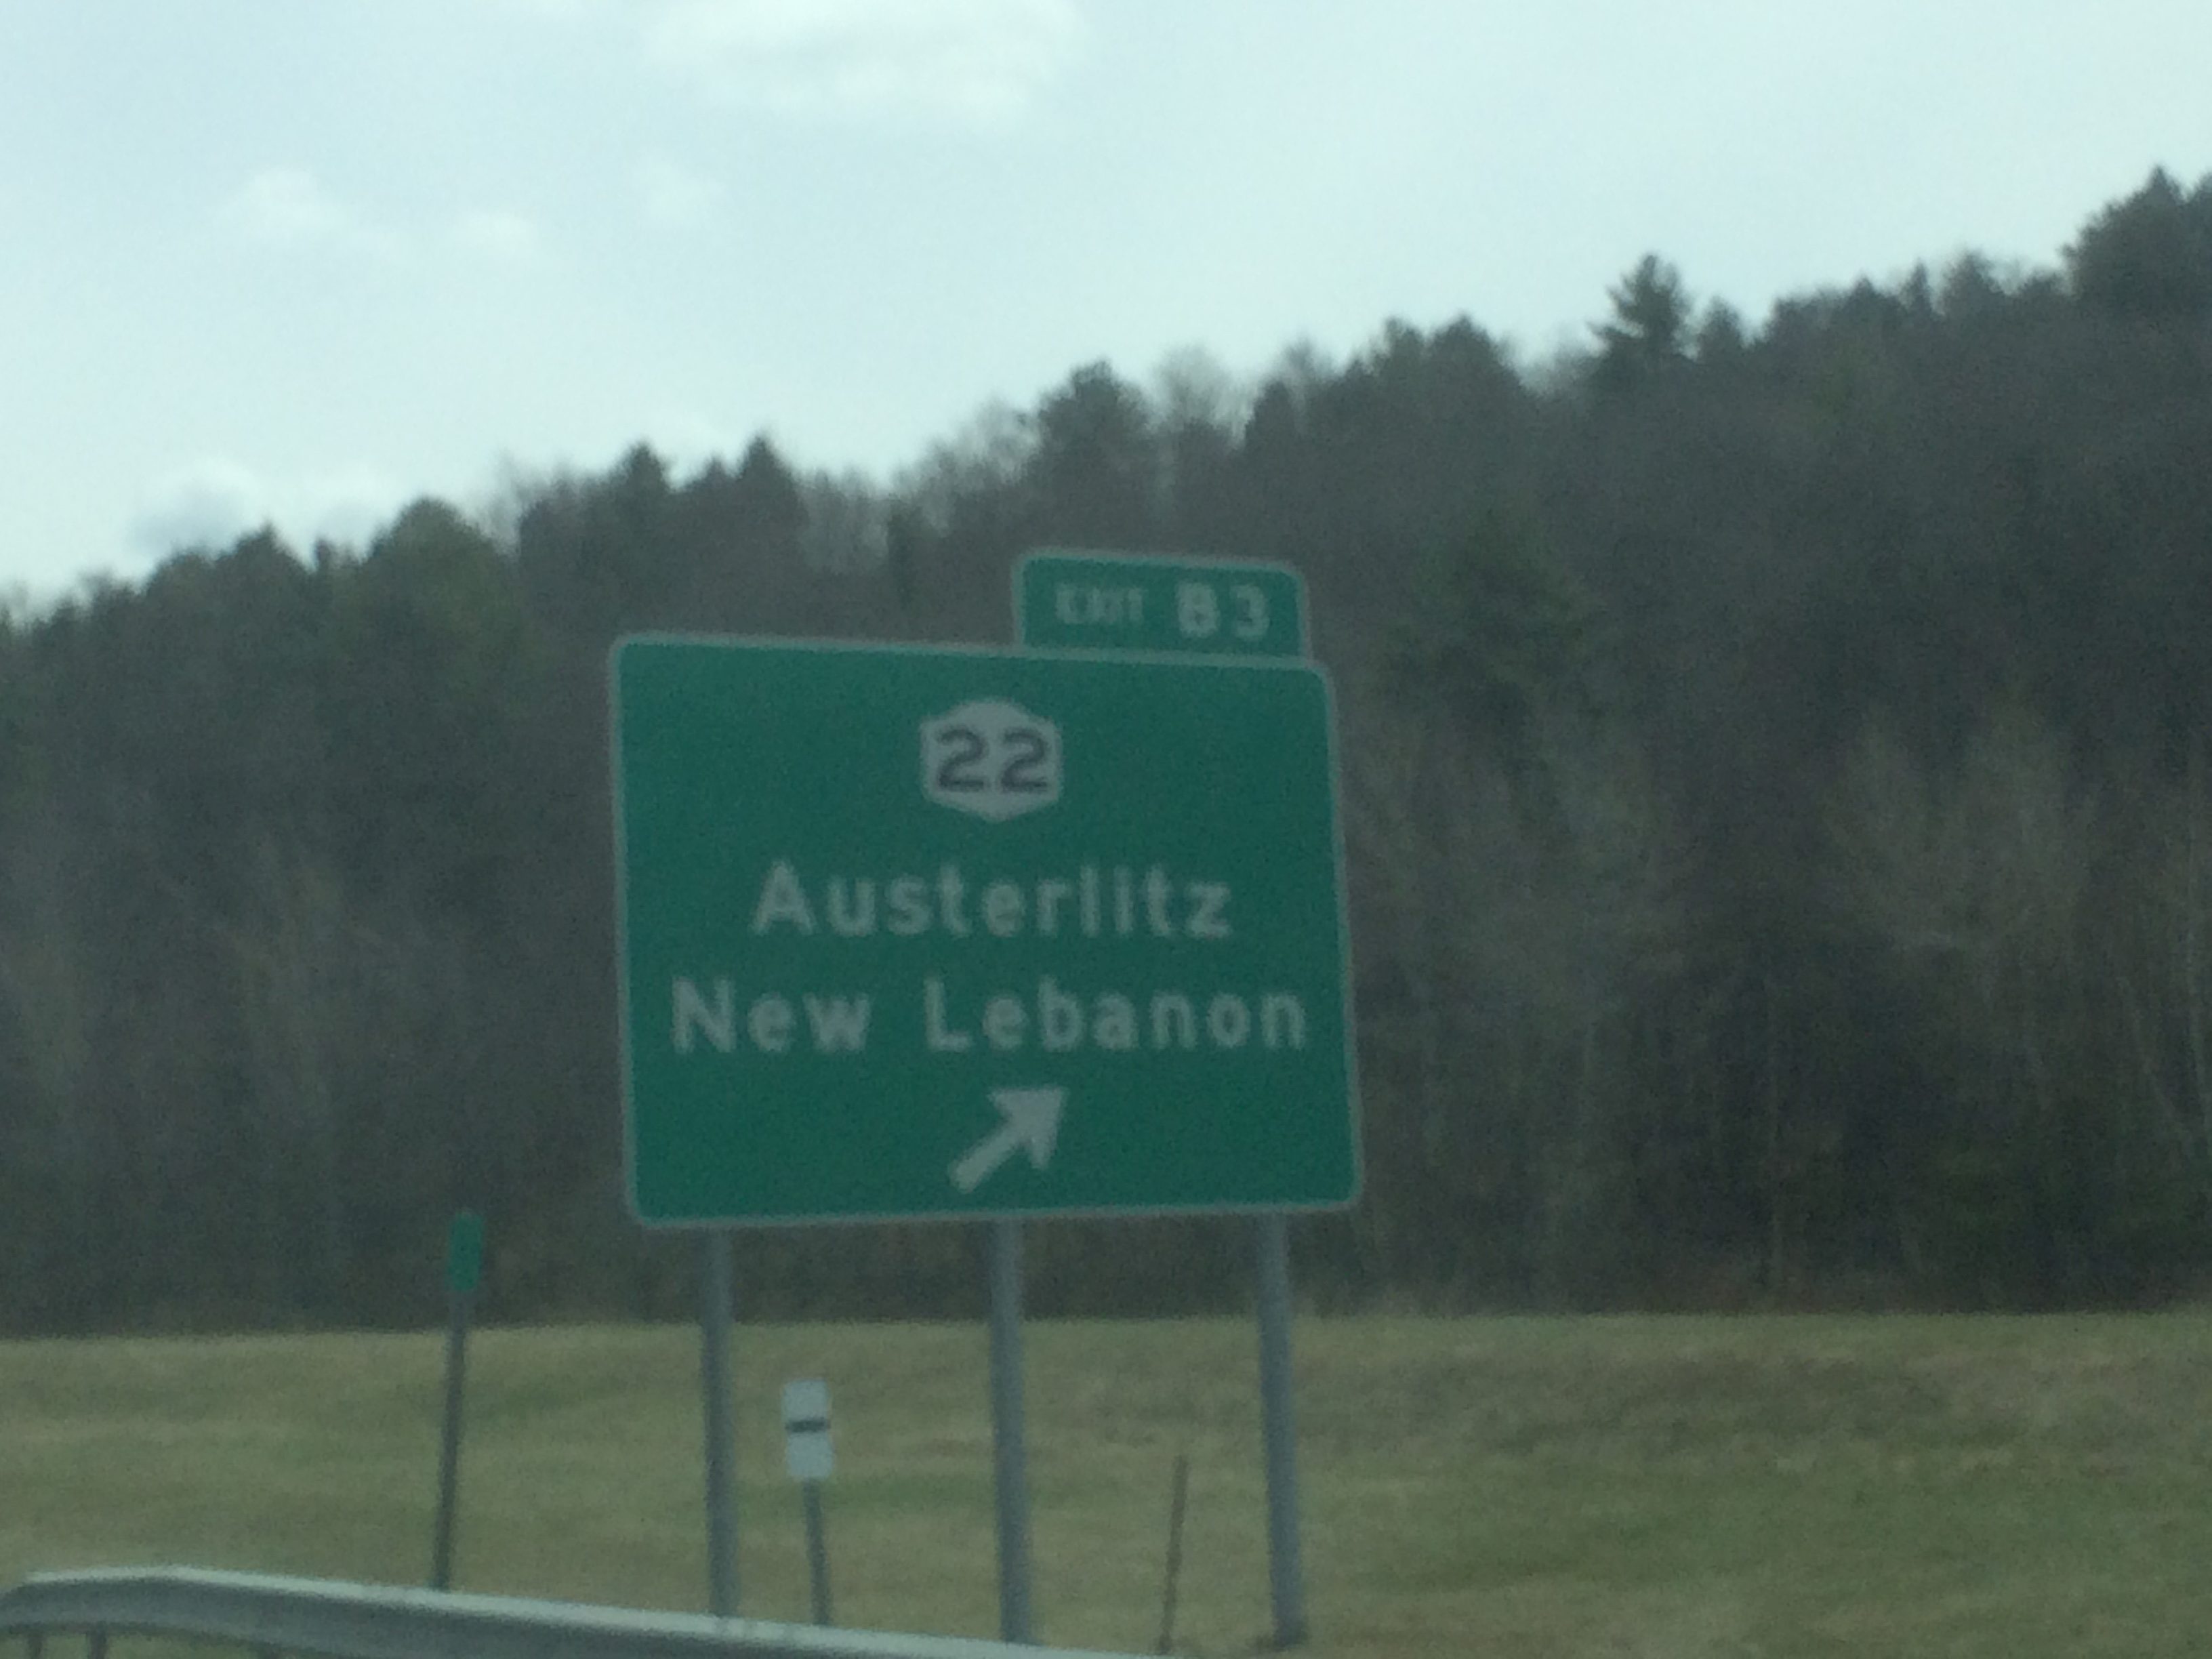 EXIT B3
22
Austerlitz
New Lebanon